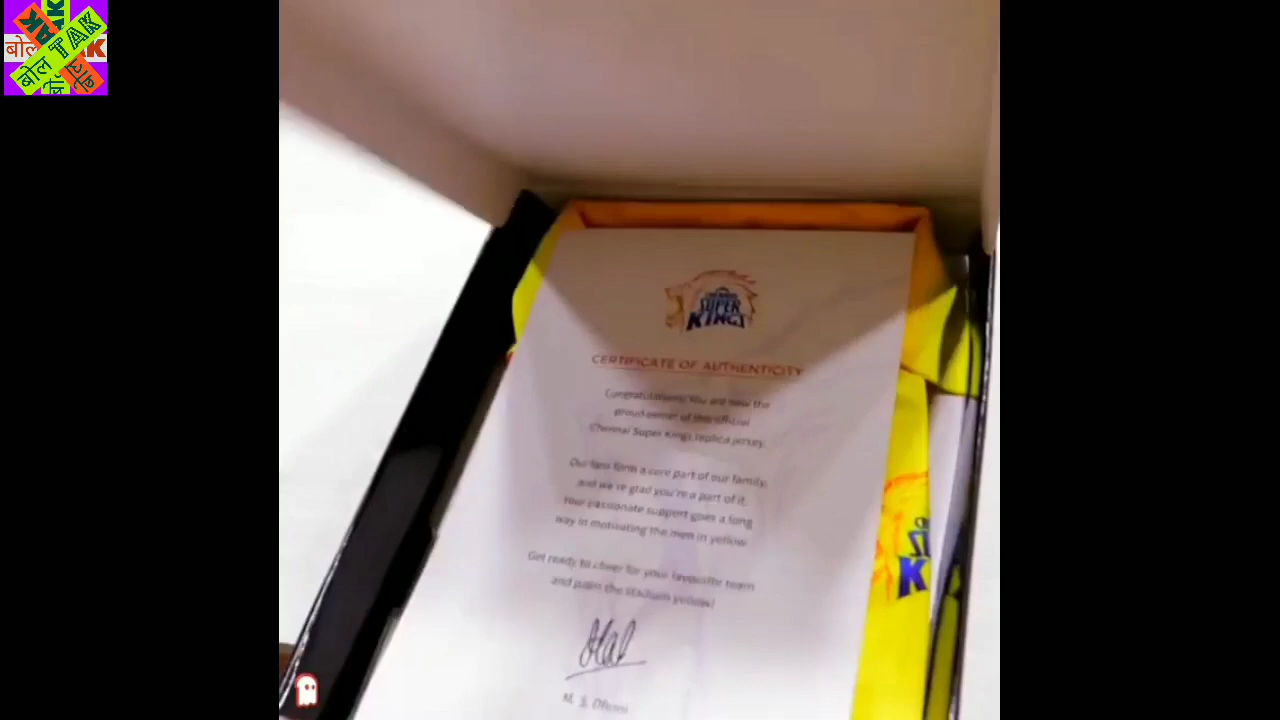 बोल TAK
CHENNAI
SUPER
KINGS
CERTIFICATE OF AUTHENTICITY
Congratulations! You are now the
proud owner of this official
Chennai Super Kings replica jersey.
Our fans form a core part of our family,
and we're glad you're a part of it.
Your passionate support goes a long
way in motivating the men in yellow.
Get ready to cheer for your favourite team
and paint the stadium yellow!
M. S. Dhoni